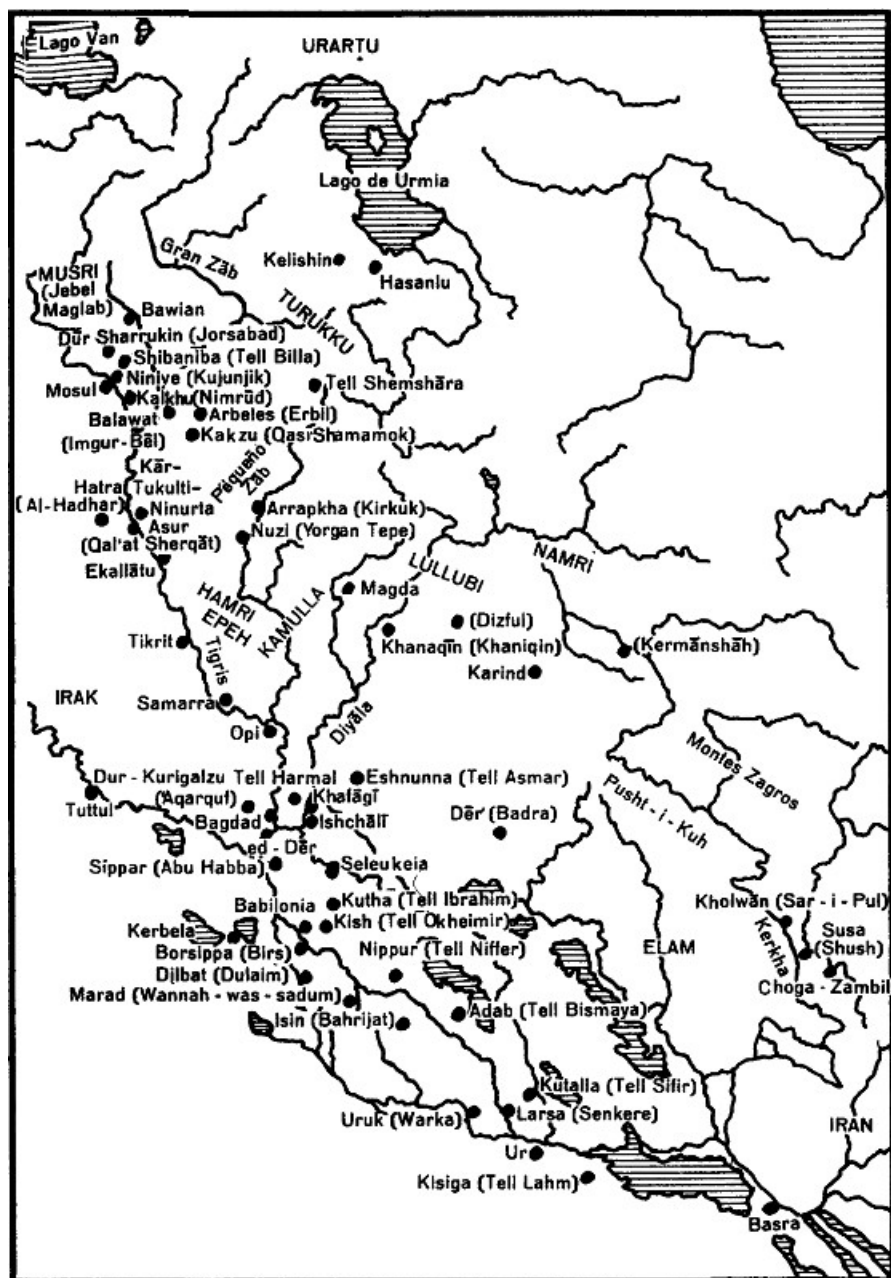 Lago Van
URARTU
Lago de Urmia
Gran Zāb
Kelishin
Hasanlu
MUSRI
(Jebel
Maglab)
TURUKKU
Bawian
Dūr Sharrukin (Jorsabad)
Shibanība (Tell Billa)
Niniye (Kujunjik)
Tell Shemshāra
Mosul
Kalkhu (Nimrūd)
Balawat
(Imgur-Bēl)
Arbeles (Erbil)
Kakzu (Qasr Shamamok)
Pequeño
Zāb
Kār-
Tukulti-
Ninurta
Hatra
(Al-Hadhar)
Arrapkha (Kirkuk)
Asur
(Qal'at Sherqāt)
Nuzi (Yorgan Tepe)
Ekallātu
LULLUBI
NAMRI
HAMRI
EPEH
KAMULLA
Magda
(Dizful)
Tikrit
Tigris
Khanaqīn (Khaniqin)
(Kermānshāh)
Karind
IRAK
Samarra
Opi
Diyāla
Montes Zagros
Dur - Kurigalzu
('Aqarquf)
Tell Harmal
Eshnunna (Tell Asmar)
Pusht - i - Kuh
Tuttul
Khafāgī
Bagdad
Ishchālī
Dēr (Badra)
ed - Dēr
Sippar (Abu Habba)
Seleukeia
Babilonia
Kutha (Tell Ibrahim)
Kholwān (Sar - i - Pul)
Kerbela
Kish (Tell Okheimir)
Kerkha
Susa
(Shush)
Borsippa (Birs)
Nippur (Tell Niffer)
ELAM
Dilbat (Dulaim)
Choga - Zambil
Marad (Wannah - was - sadum)
Isin (Bahrijat)
Adab (Tell Bismaya)
Kutalla (Tell Sifir)
Uruk (Warka)
Larsa (Senkere)
IRAN
Ur
Kisiga (Tell Lahm)
Basra